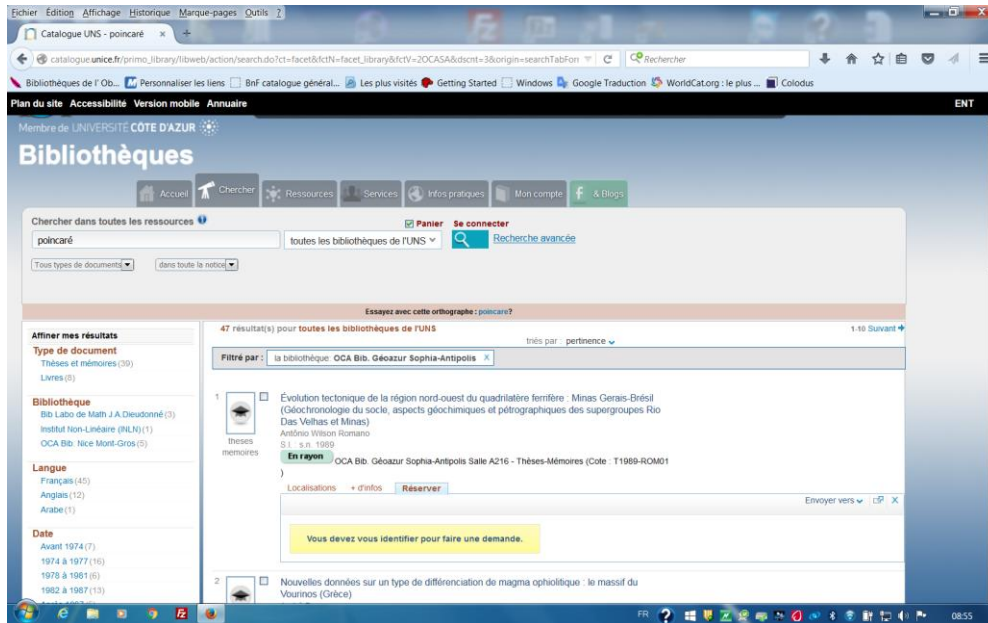 Fichier Édition Affichage Historique Marque-pages Outils ?
Catalogue UNS - poincaré × +
catalogue.unice.fr/primo_library/libweb/action/search.do?ct=facet&fctN=facet_library&fctV=2OCASA&dscnt=3&origin=searchTabForr Rechercher
Bibliothèques de l' Ob... Personnaliser les liens BnF catalogue général... Les plus visités Getting Started Windows Google Traduction WorldCat.org : le plus ... Colodus
Plan du site Accessibilité Version mobile Annuaire ENT
Membre de UNIVERSITÉ CÔTE D'AZUR
Bibliothèques
Accueil Chercher Ressources Services Infos pratiques Mon compte & Blogs
Chercher dans toutes les ressources Panier Se connecter
poincaré toutes les bibliothèques de l'UNS Recherche avancée
Tous types de documents dans toute la notice
Essayez avec cette orthographe : poincare?
Affiner mes résultats
Type de document
Thèses et mémoires (39)
Livres (8)
Bibliothèque
Bib Labo de Math J.A.Dieudonné (3)
Institut Non-Linéaire (INLN) (1)
OCA Bib. Nice Mont-Gros (5)
Langue
Français (45)
Anglais (12)
Arabe (1)
Date
Avant 1974 (7)
1974 à 1977 (16)
1978 à 1981 (6)
1982 à 1987 (13)
47 résultat(s) pour toutes les bibliothèques de l'UNS 1-10 Suivant
triés par : pertinence
Filtré par : la bibliothèque: OCA Bib. Géoazur Sophia-Antipolis X
1
theses
memoires
Évolution tectonique de la région nord-ouest du quadrilatère ferrifère : Minas Gerais-Brésil
(Géochronologie du socle, aspects géochimiques et pétrographiques des supergroupes Rio
Das Velhas et Minas)
Antônio Wilson Romano
S.l. : s.n. 1989
En rayon OCA Bib. Géoazur Sophia-Antipolis Salle A216 - Thèses-Mémoires (Cote : T1989-ROM01
)
Localisations + d'infos Réserver
Envoyer vers X
Vous devez vous identifier pour faire une demande.
2
Nouvelles données sur un type de différenciation de magma ophiolitique : le massif du
Vourinos (Grèce)
FR 08:55